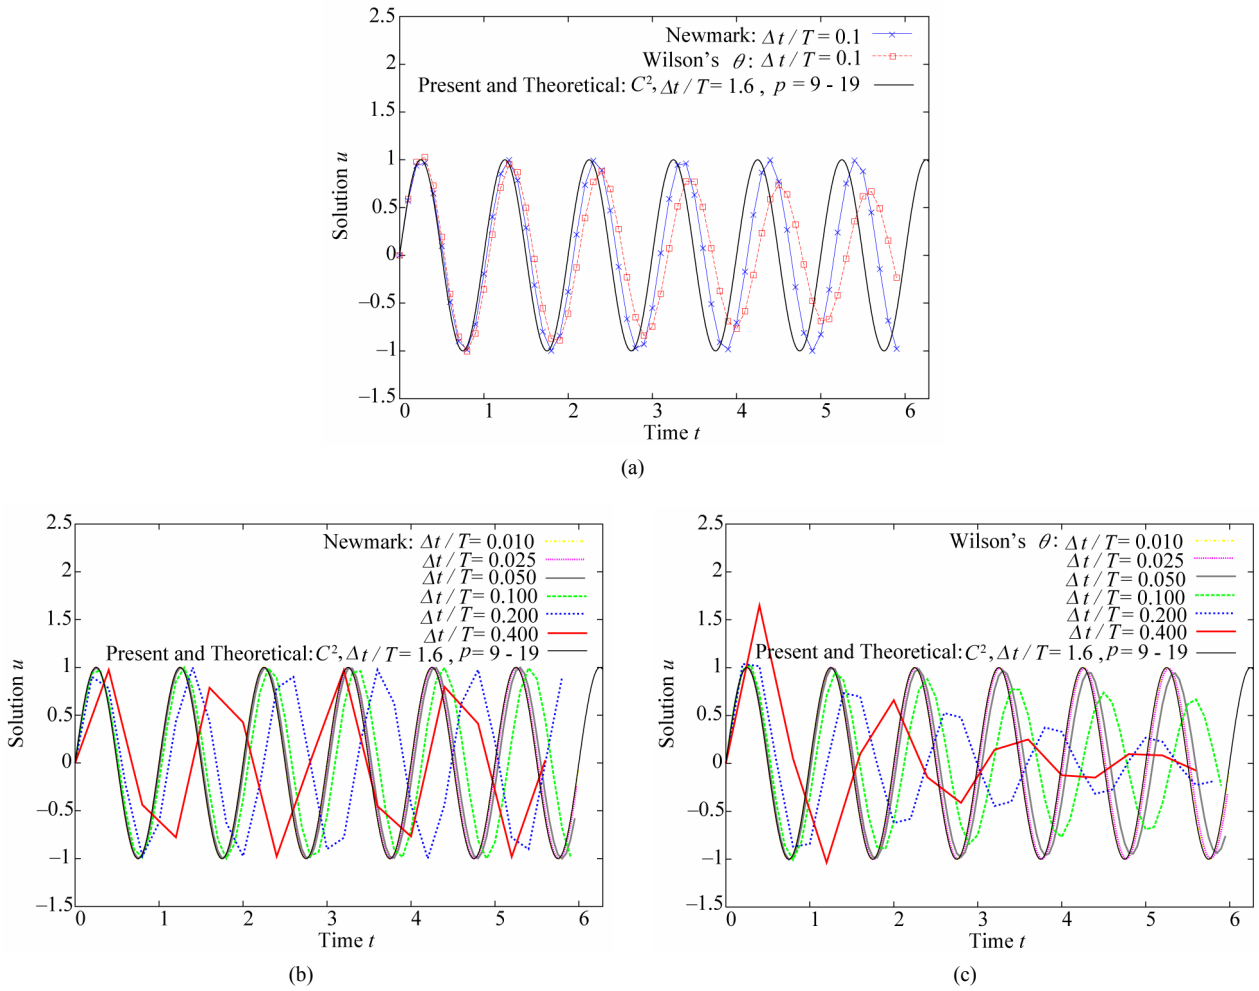 2.5
2
1.5
1
0.5
0
−0.5
−1
−1.5
Solution u
Newmark: Δt / T = 0.1
Wilson's θ: Δt / T = 0.1
Present and Theoretical: C², Δt / T = 1.6 , p = 9 - 19
0 1 2 3 4 5 6
Time t
(a)
2.5
2
1.5
1
0.5
0
−0.5
−1
−1.5
Solution u
Newmark: Δt / T = 0.010
Δt / T = 0.025
Δt / T = 0.050
Δt / T = 0.100
Δt / T = 0.200
Δt / T = 0.400
Present and Theoretical: C², Δt / T = 1.6 , p = 9 - 19
0 1 2 3 4 5 6
Time t
(b)
2.5
2
1.5
1
0.5
0
−0.5
−1
−1.5
Solution u
Wilson's θ: Δt / T = 0.010
Δt / T = 0.025
Δt / T = 0.050
Δt / T = 0.100
Δt / T = 0.200
Δt / T = 0.400
Present and Theoretical: C², Δt / T = 1.6 , p = 9 - 19
0 1 2 3 4 5 6
Time t
(c)